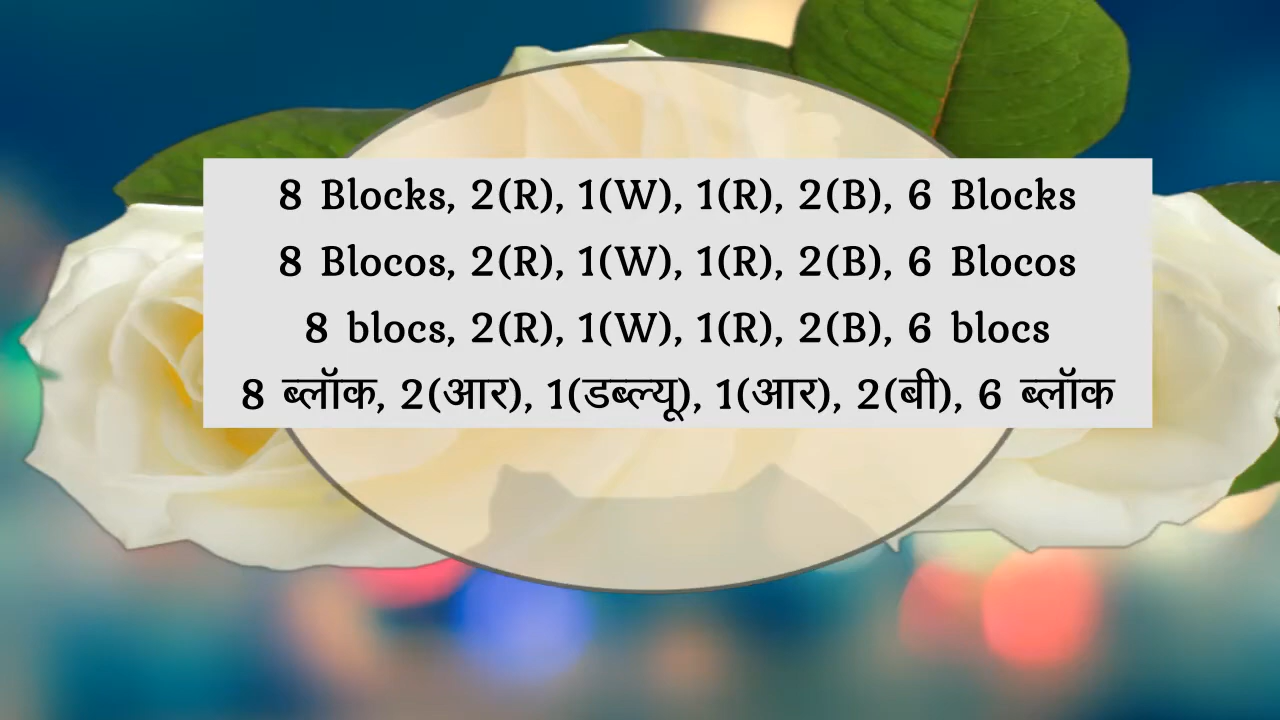 8 Blocks, 2(R), 1(W), 1(R), 2(B), 6 Blocks
8 Blocos, 2(R), 1(W), 1(R), 2(B), 6 Blocos
8 blocs, 2(R), 1(W), 1(R), 2(B), 6 blocs
8 ब्लॉक, 2(आर), 1(डब्ल्यू), 1(आर), 2(बी), 6 ब्लॉक